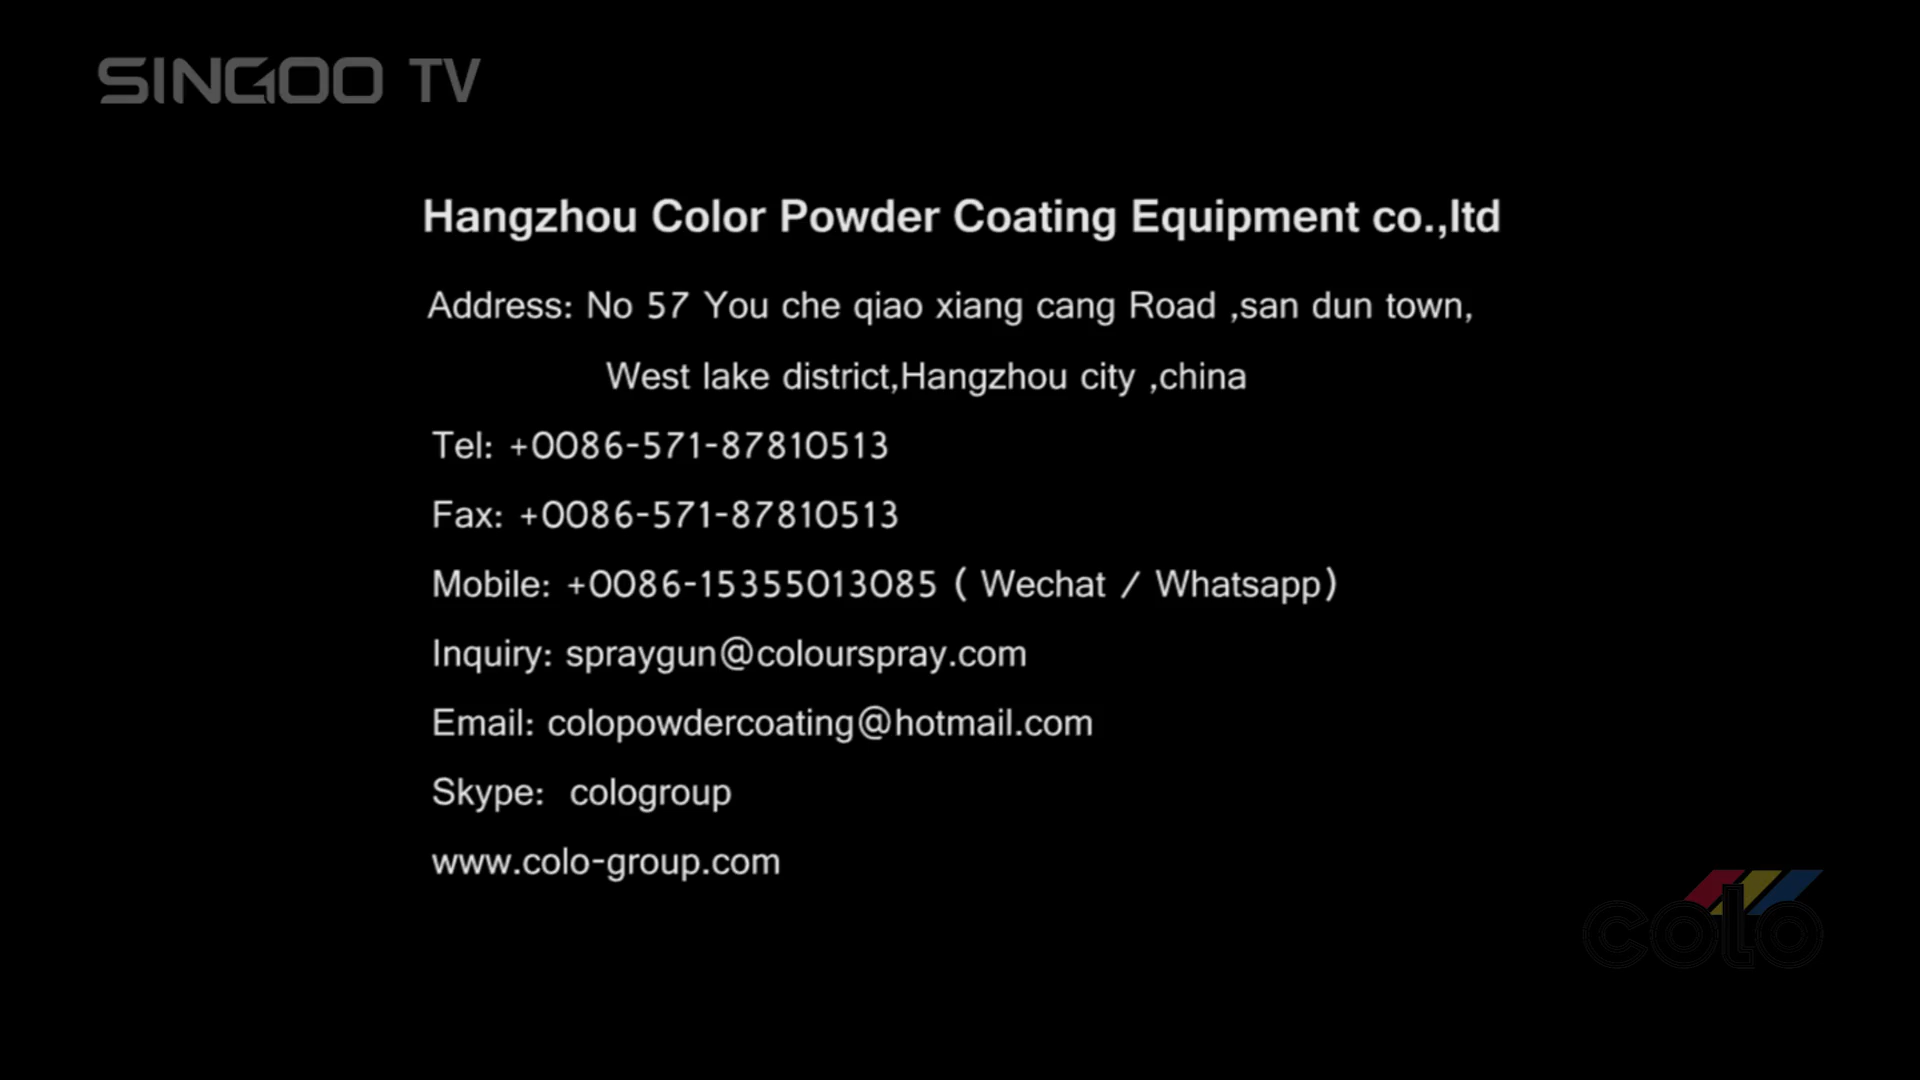 SINGOO TV
Hangzhou Color Powder Coating Equipment co.,ltd
Address: No 57 You che qiao xiang cang Road ,san dun town,
West lake district,Hangzhou city ,china
Tel: +0086-571-87810513
Fax: +0086-571-87810513
Mobile: +0086-15355013085 ( Wechat / Whatsapp)
Inquiry: spraygun@colourspray.com
Email: colopowdercoating@hotmail.com
Skype: cologroup
www.colo-group.com
colo